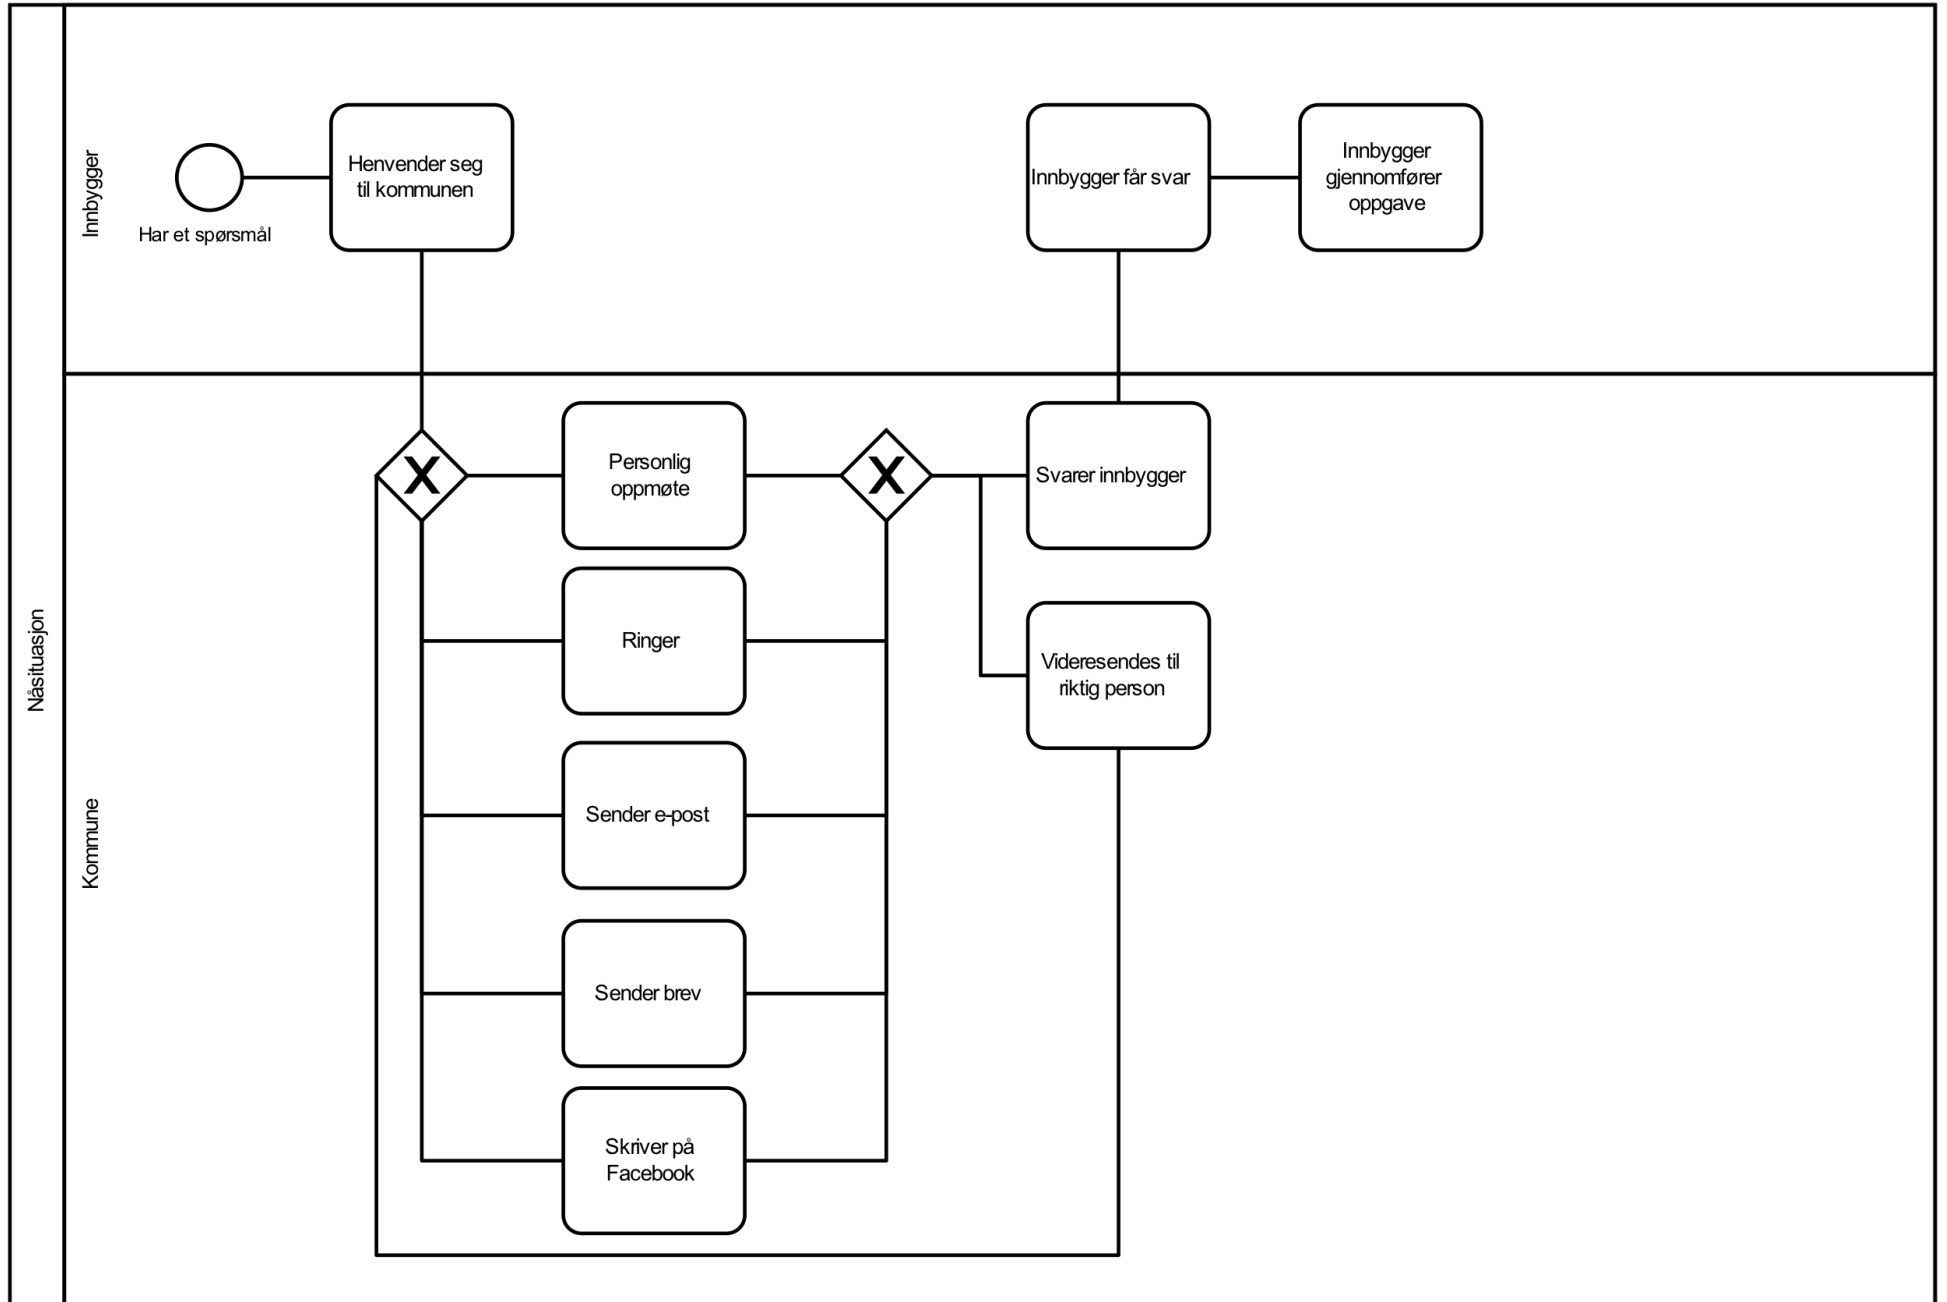 Nåsituasjon
Innbygger
Har et spørsmål
Henvender seg
til kommunen
Innbygger får svar
Innbygger
gjennomfører
oppgave
Kommune
X
Personlig
oppmøte
X
Svarer innbygger
Ringer
Videresendes til
riktig person
Sender e-post
Sender brev
Skriver på
Facebook